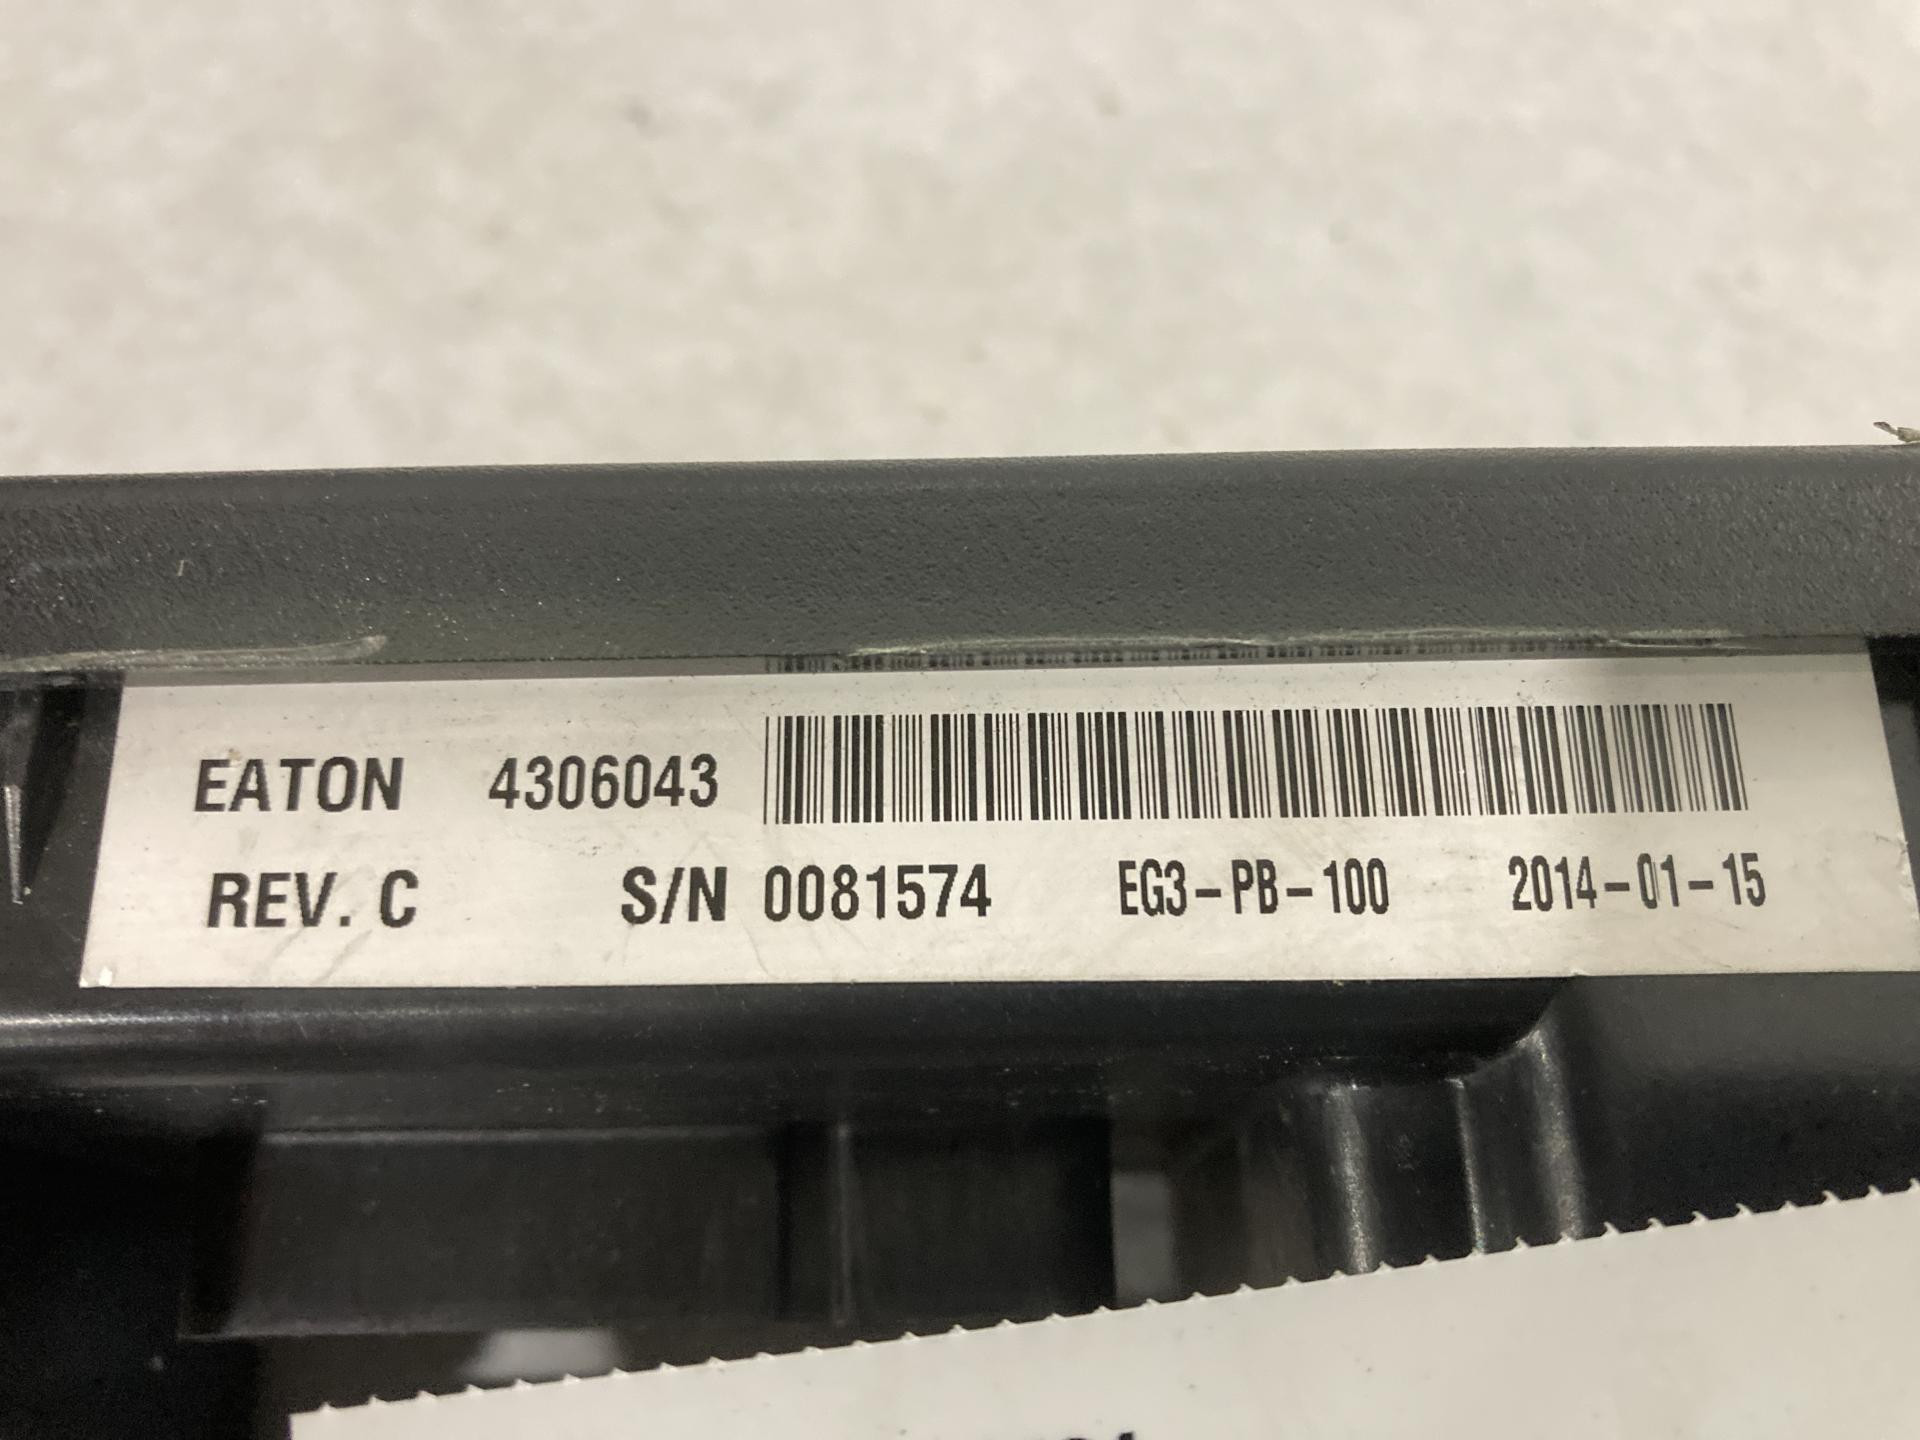 EATON 4306043
REV. C S/N 0081574 EG3-PB-100 2014-01-15